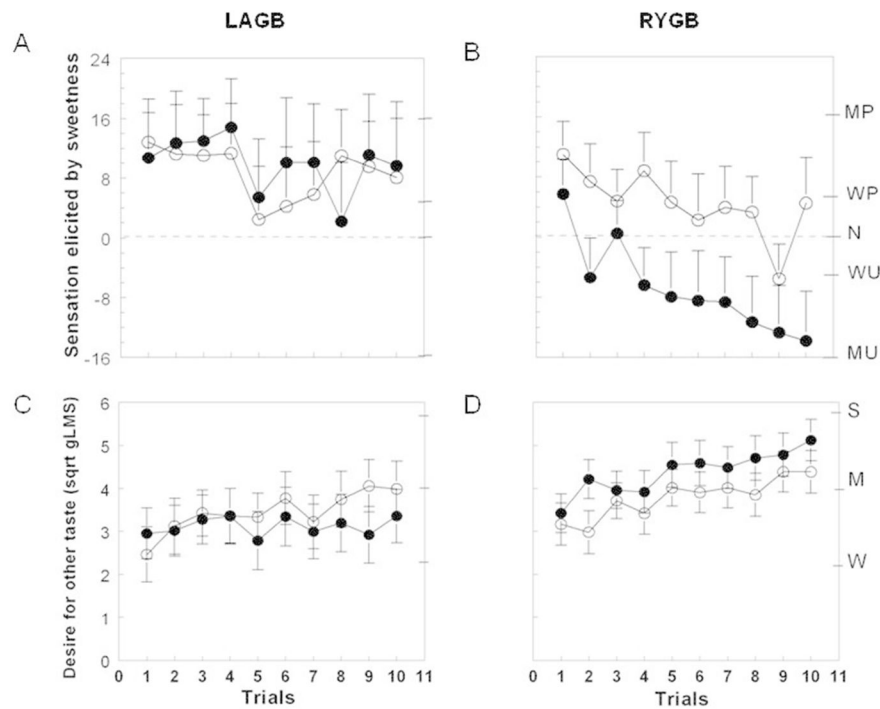 LAGB
RYGB
A
B
Sensation elicited by sweetness
24
16
8
0
-8
-16
MP
WP
N
WU
MU
C
D
Desire for other taste (sqrt gLMS)
6
5
4
3
2
1
0
S
M
W
0 1 2 3 4 5 6 7 8 9 10 11
0 1 2 3 4 5 6 7 8 9 10 11
Trials
Trials